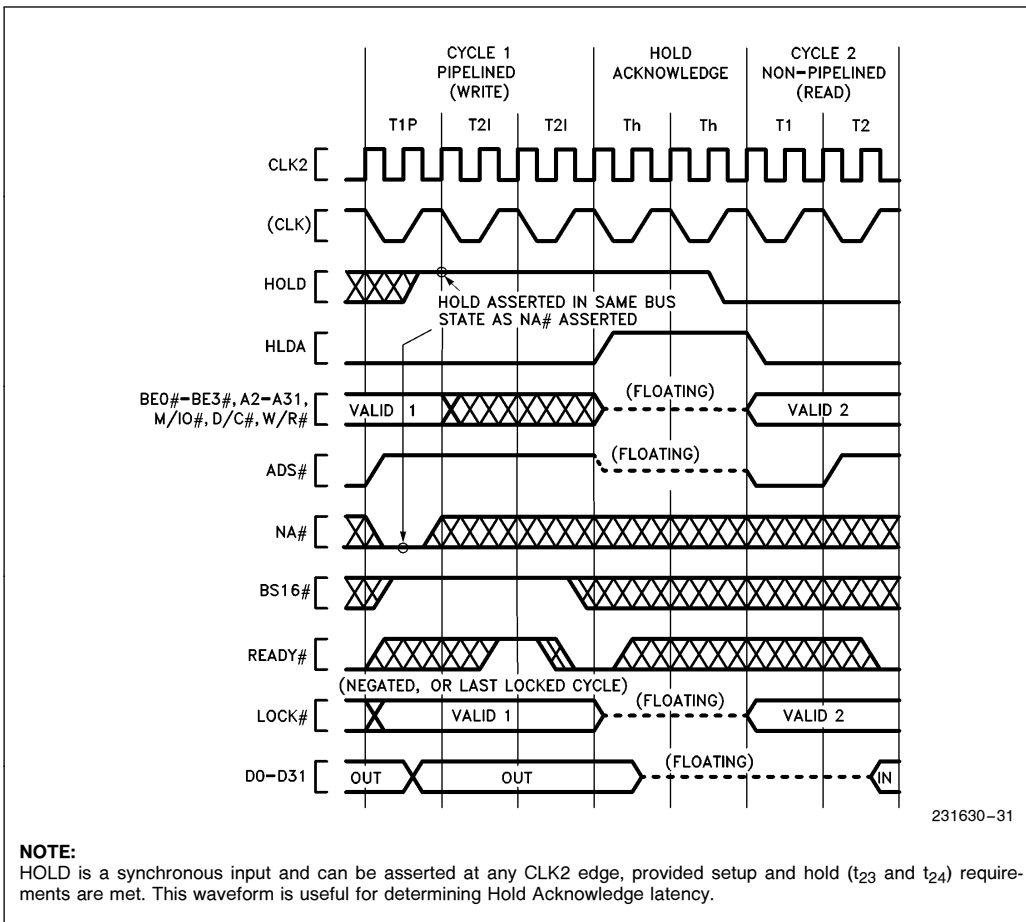 CYCLE 1
PIPELINED
(WRITE)
HOLD
ACKNOWLEDGE
CYCLE 2
NON-PIPELINED
(READ)
T1P T2I T2I Th Th T1 T2
CLK2
(CLK)
HOLD
HOLD ASSERTED IN SAME BUS
STATE AS NA# ASSERTED
HLDA
BE0#-BE3#, A2-A31,
M/IO#, D/C#, W/R#
VALID 1
(FLOATING)
VALID 2
ADS#
(FLOATING)
NA#
BS16#
READY#
(NEGATED, OR LAST LOCKED CYCLE)
LOCK#
VALID 1
(FLOATING)
VALID 2
D0-D31
OUT
OUT
(FLOATING)
IN
231630-31
NOTE:
HOLD is a synchronous input and can be asserted at any CLK2 edge, provided setup and hold (t23 and t24) require-
ments are met. This waveform is useful for determining Hold Acknowledge latency.